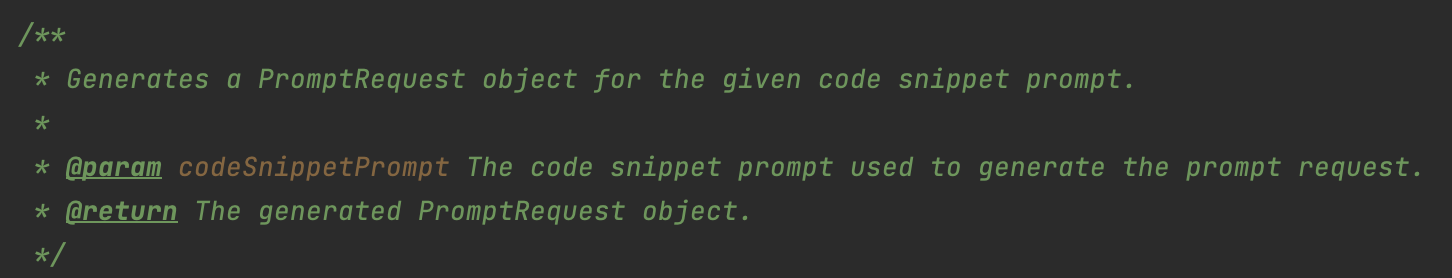 /**
* Generates a PromptRequest object for the given code snippet prompt.
*
* @param codeSnippetPrompt The code snippet prompt used to generate the prompt request.
* @return The generated PromptRequest object.
*/